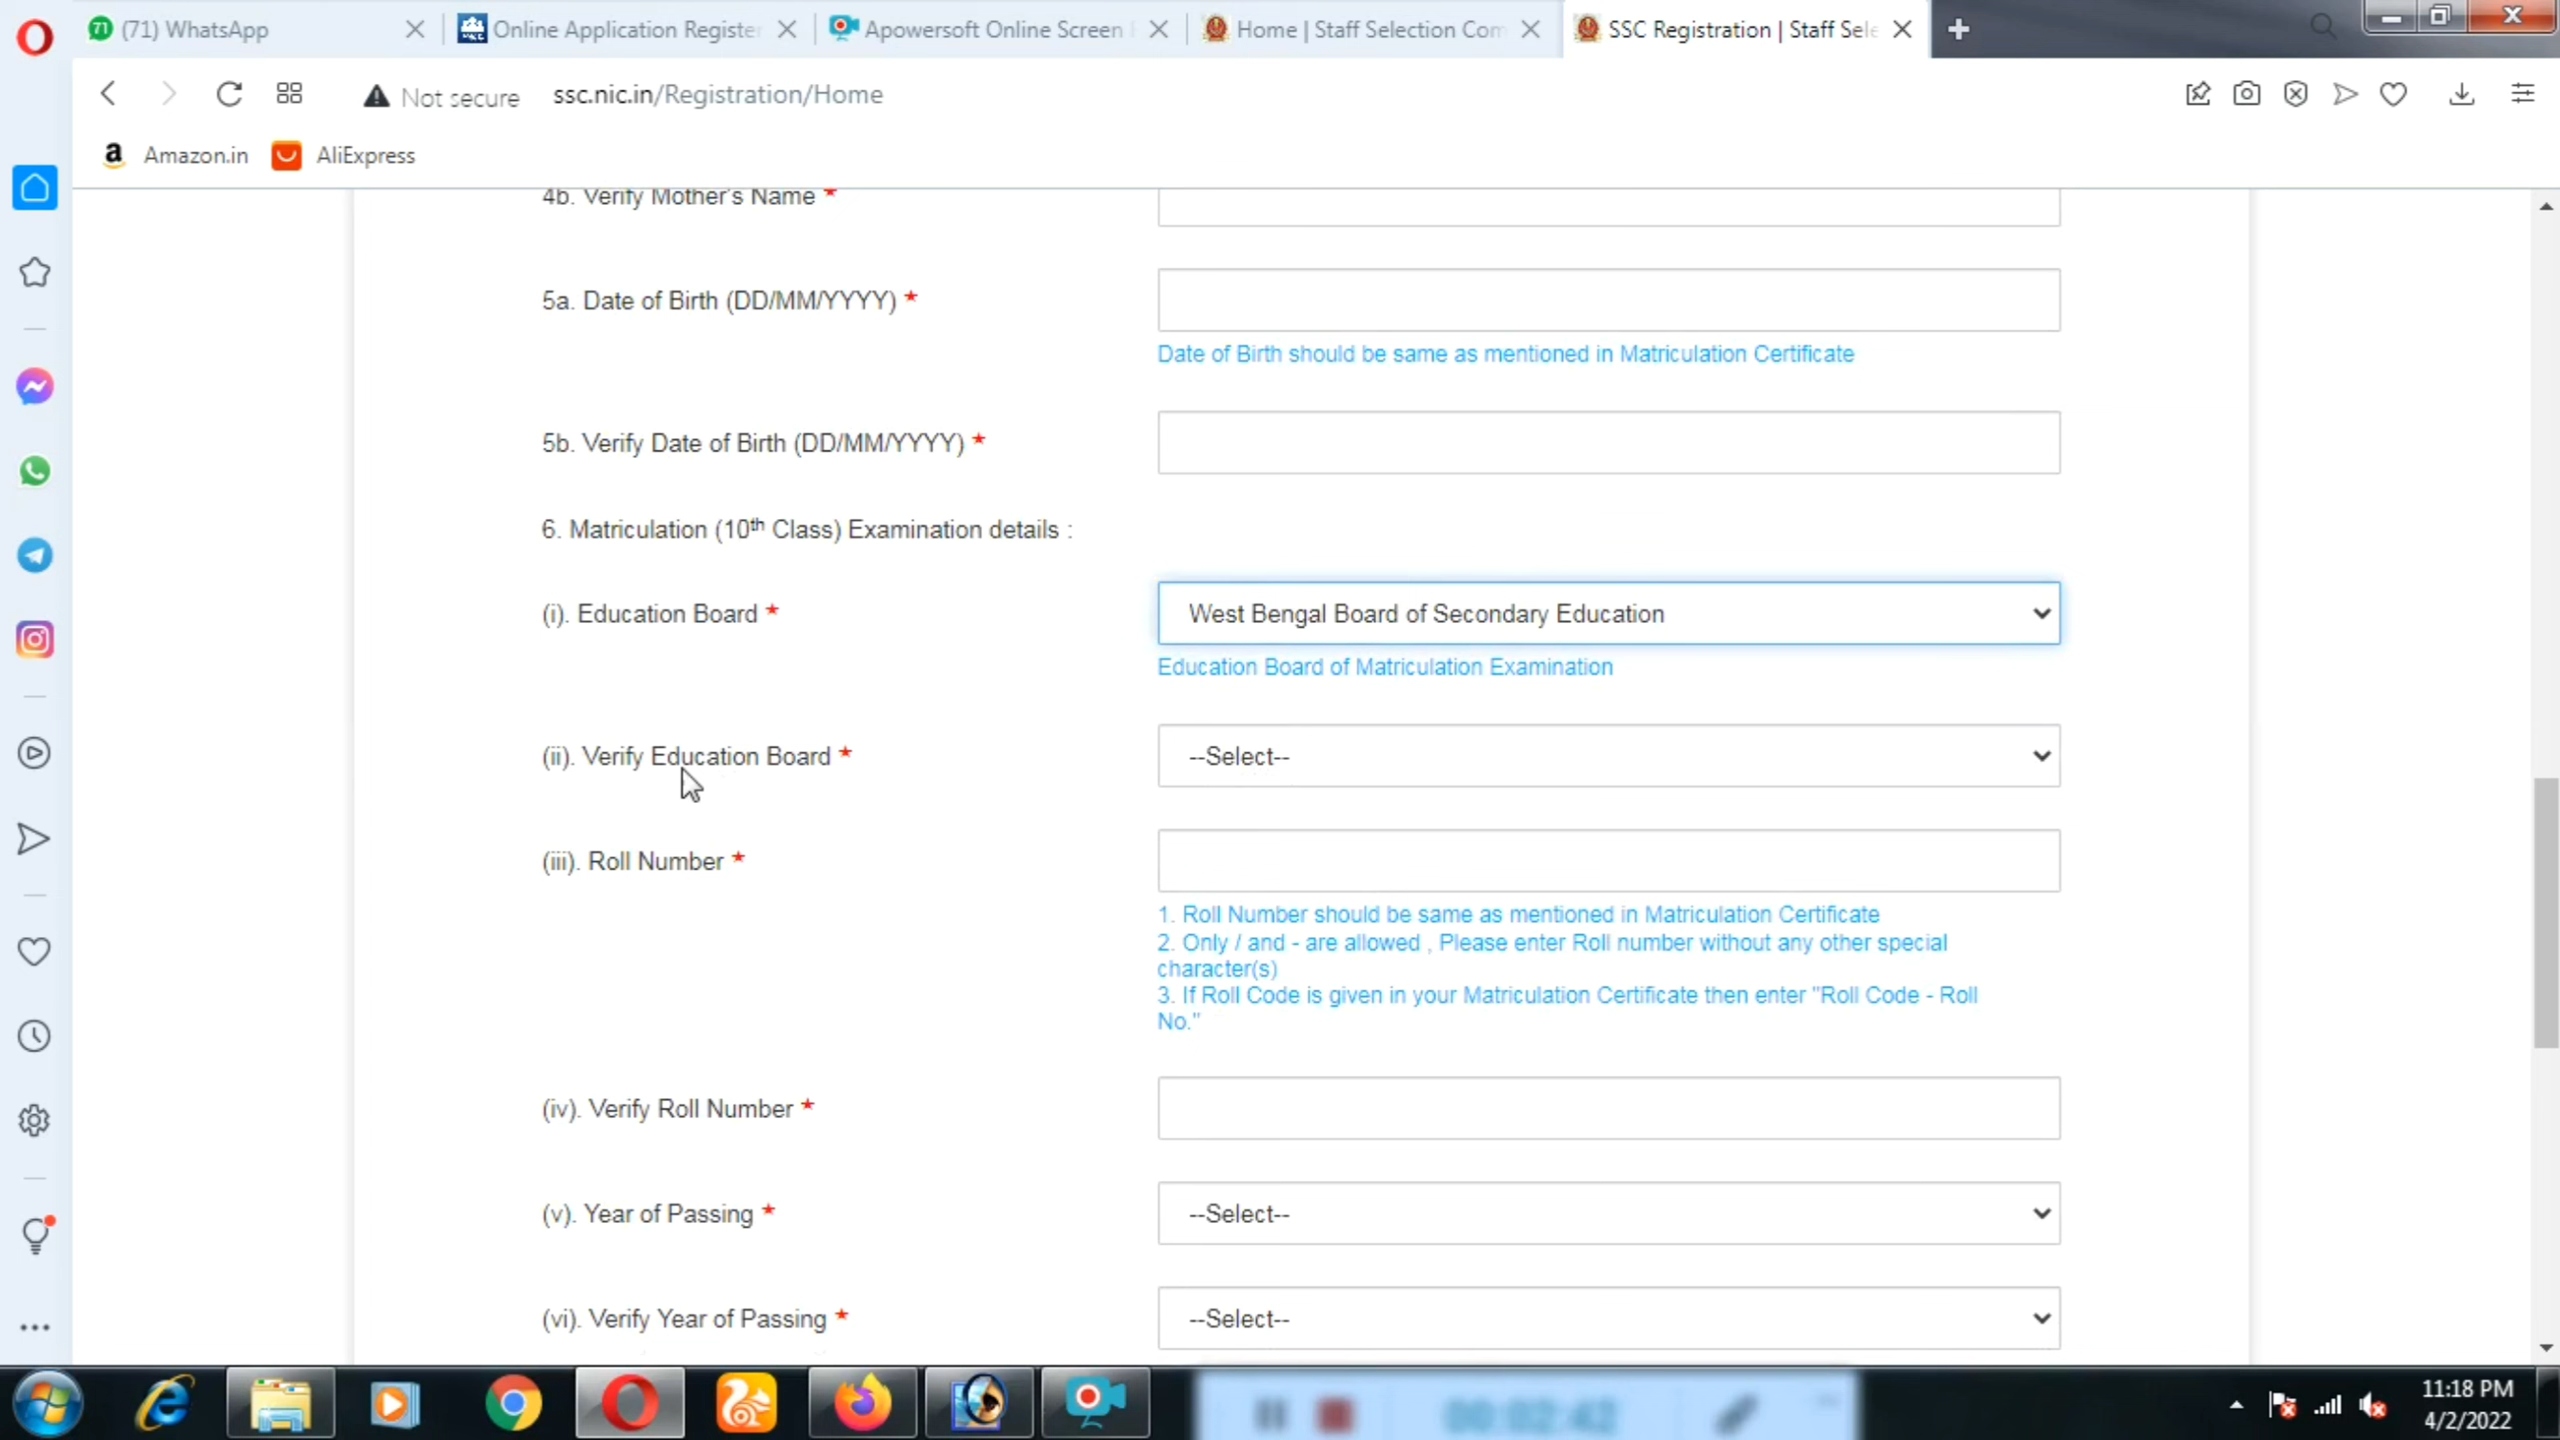 71 (71) WhatsApp
Online Application Register
Apowersoft Online Screen
Home | Staff Selection Com
SSC Registration | Staff Sele
Not secure ssc.nic.in/Registration/Home
Amazon.in AliExpress
4b. Verify Mother's Name *
5a. Date of Birth (DD/MM/YYYY) *
Date of Birth should be same as mentioned in Matriculation Certificate
5b. Verify Date of Birth (DD/MM/YYYY) *
6. Matriculation (10th Class) Examination details :
(i). Education Board * West Bengal Board of Secondary Education
Education Board of Matriculation Examination
(ii). Verify Education Board * --Select--
(iii). Roll Number *
1. Roll Number should be same as mentioned in Matriculation Certificate
2. Only / and - are allowed , Please enter Roll number without any other special
character(s)
3. If Roll Code is given in your Matriculation Certificate then enter "Roll Code - Roll
No."
(iv). Verify Roll Number *
(v). Year of Passing * --Select--
(vi). Verify Year of Passing * --Select--
00:02:42
11:18 PM
4/2/2022